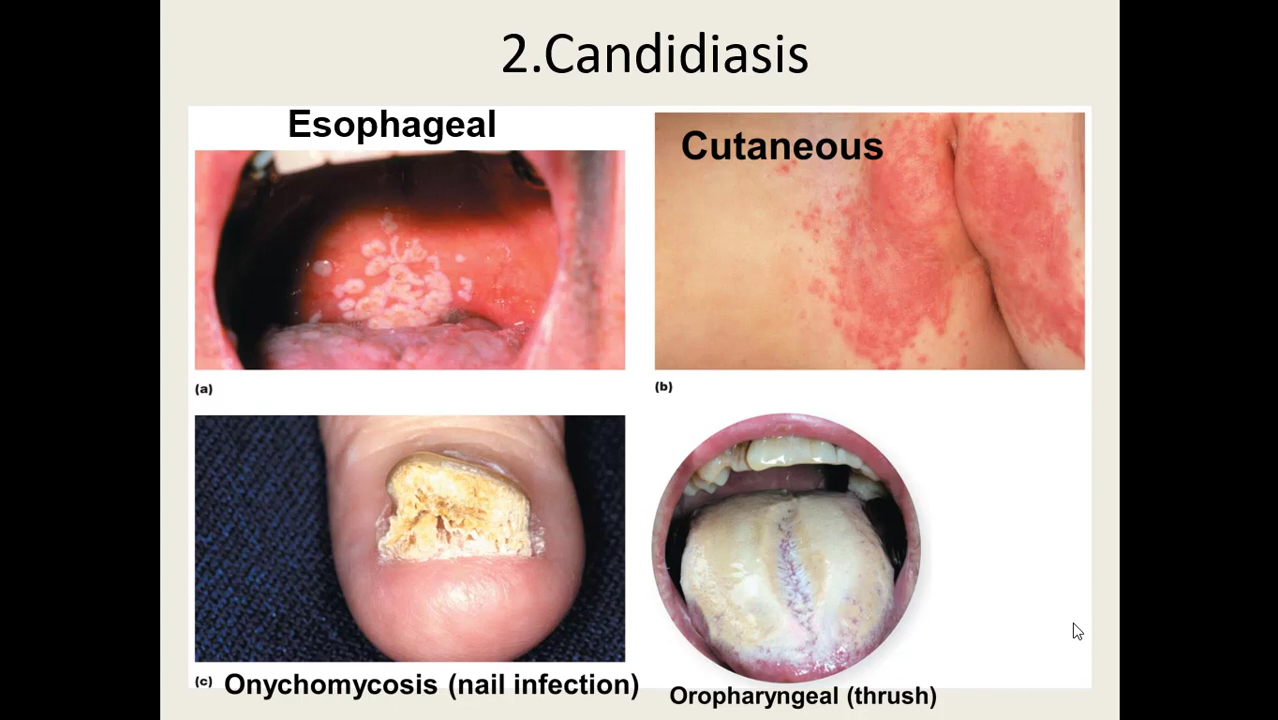 2.Candidiasis
Esophageal
Cutaneous
(a)
(b)
(c) Onychomycosis (nail infection)
Oropharyngeal (thrush)